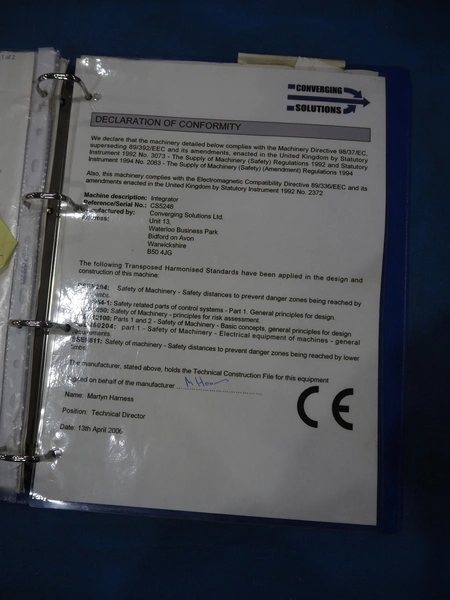 CONVERGING
SOLUTIONS
DECLARATION OF CONFORMITY
We declare that the machinery detailed below complies with the Machinery Directive 98/37/EC,
superseding 89/392/EEC and its amendments, enacted in the United Kingdom by Statutory
Instrument 1992 No. 3073 - The Supply of Machinery (Safety) Regulations 1992 and Statutory
Instrument 1994 No. 2063 - The Supply of Machinery (Safety) (Amendment) Regulations 1994
Also, this machinery complies with the Electromagnetic Compatibility Directive 89/336/EEC and its
amendments enacted in the United Kingdom by Statutory Instrument 1992 No. 2372
Machine description: Integrator
Reference/Serial No.: CS5246
Manufactured by: Converging Solutions Ltd.
Address: Unit 13,
Waterloo Business Park
Bidford on Avon
Warwickshire
B50 4JG
The following Transposed Harmonised Standards have been applied in the design and
construction of this machine:
Safety of Machinery - Safety distances to prevent danger zones being reached by
Safety related parts of control systems - Part 1. General principles for design
Safety of Machinery – principles for risk assessment.
Parts 1 and 2 - Safety of Machinery - Basic concepts, general principles for design
part 1 - Safety of Machinery - Electrical equipment of machines - general
Safety of machinery - Safety distances to prevent danger zones being reached by lower
limbs
The manufacturer, stated above, holds the Technical Construction File for this equipment
Signed on behalf of the manufacturer
Name: Martyn Harness
Position: Technical Director
Date: 13th April 2006
CE